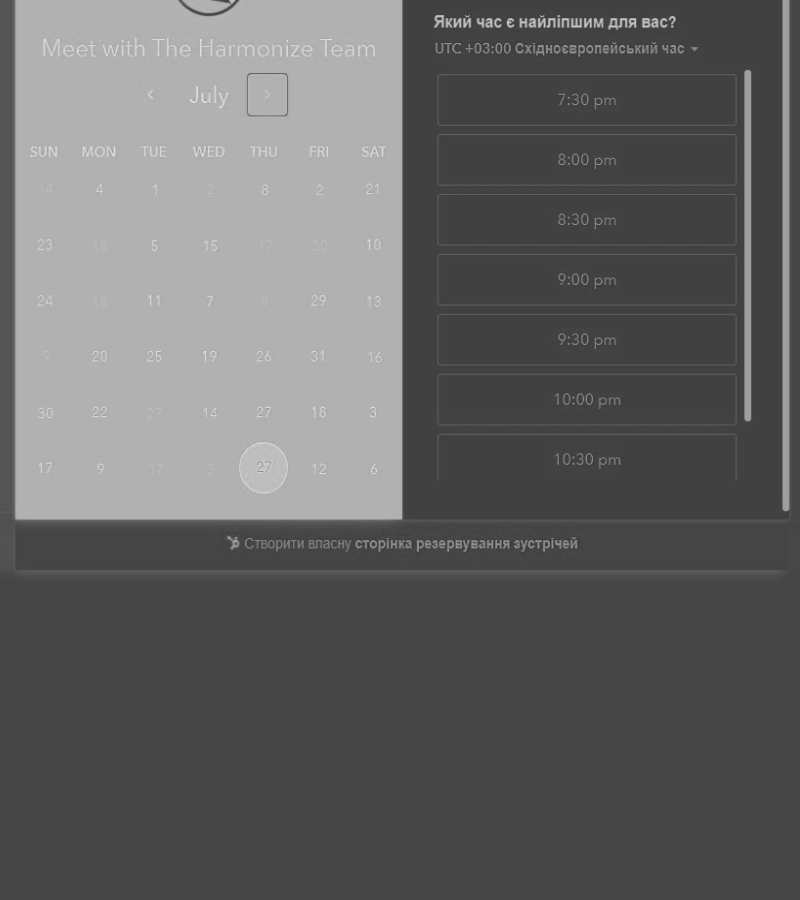 Meet with The Harmonize Team
July
SUN MON TUE WED THU FRI SAT
14 4 1 2 8 2 21
23 18 5 15 17 30 10
24 18 11 7 8 29 13
9 20 25 19 26 31 16
30 22 27 14 27 18 3
17 9 17 3 27 12 6
Який час є найліпшим для вас?
UTC +03:00 Східноєвропейський час
7:30 pm
8:00 pm
8:30 pm
9:00 pm
9:30 pm
10:00 pm
10:30 pm
Створити власну сторінка резервування зустрічей